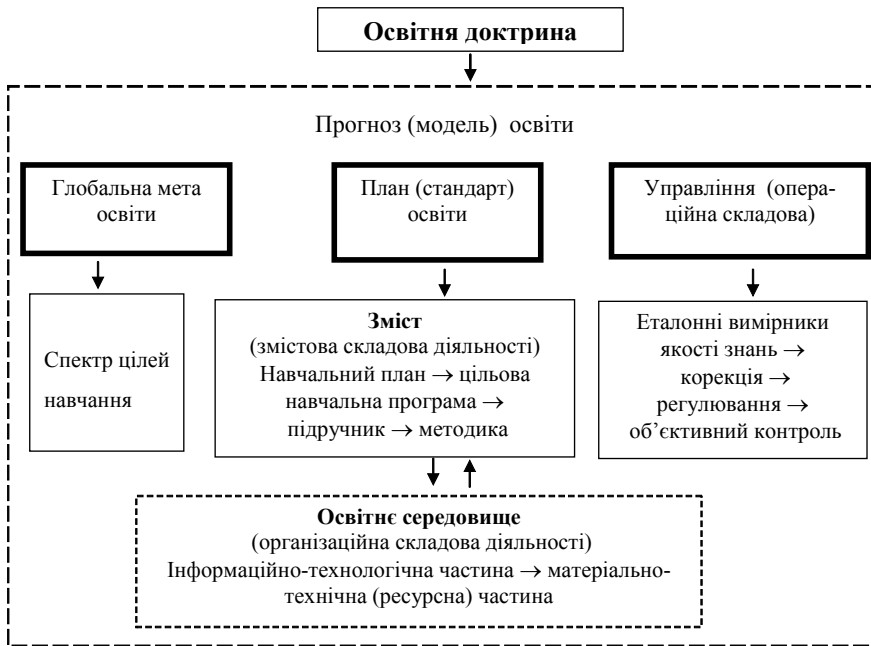 Освітня доктрина
Прогноз (модель) освіти
Глобальна мета
освіти
План (стандарт)
освіти
Управління (опера-
ційна складова)
Спектр цілей
навчання
Зміст
(змістова складова діяльності)
Навчальний план → цільова
навчальна програма →
підручник → методика
Еталонні вимірники
якості знань →
корекція →
регулювання →
об’єктивний контроль
Освітнє середовище
(організаційна складова діяльності)
Інформаційно-технологічна частина → матеріально-
технічна (ресурсна) частина